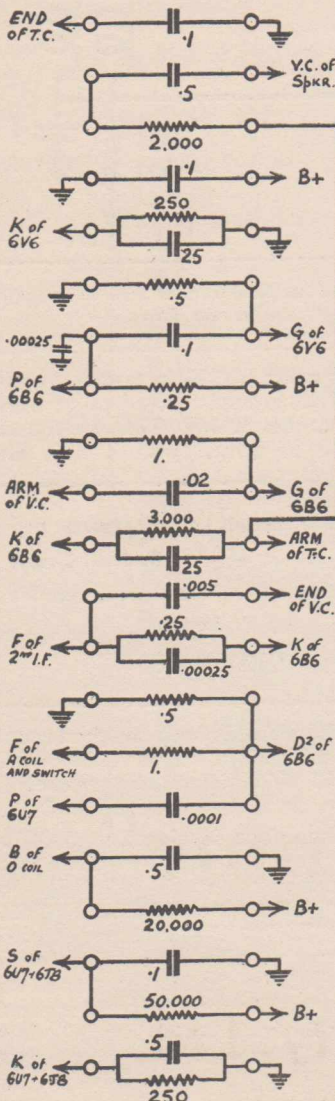 END
OF T.C.
.1
V.C. of
SpKR.
.5
2,000
.1
B+
250
K of
6V6
25
.5
.00025
.1
G of
6V6
P of
6B6
.25
B+
1.
ARM
of V.C.
.02
G OF
6B6
3.000
K of
6B6
25
ARM
of T.C.
.005
END
of V.C.
.25
F of
2ND I.F.
.00025
K of
6B6
.5
F of
A COIL
AND SWITCH
1.
D² of
6B6
P of
6U7
.0001
B of
O COIL
.5
20,000
B+
S of
6U7+6J8
.1
50.000
B+
K of
6U7+6J8
.5
250